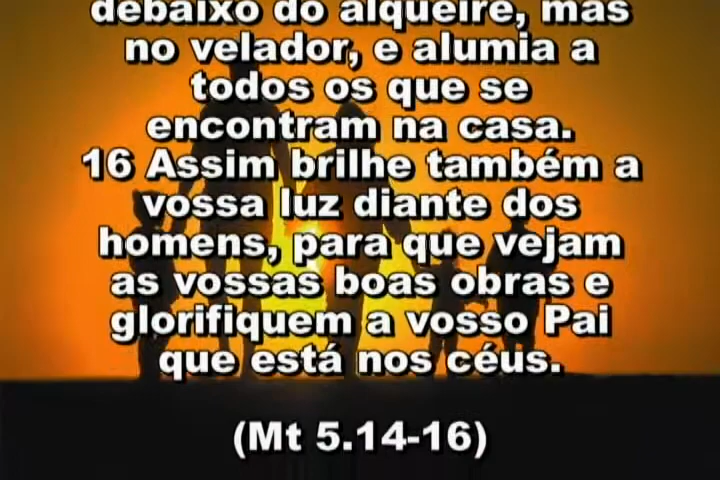 debaixo do alqueire, mas
no velador, e alumia a
todos os que se
encontram na casa.
16 Assim brilhe também a
vossa luz diante dos
homens, para que vejam
as vossas boas obras e
glorifiquem a vosso Pai
que está nos céus.
(Mt 5.14-16)